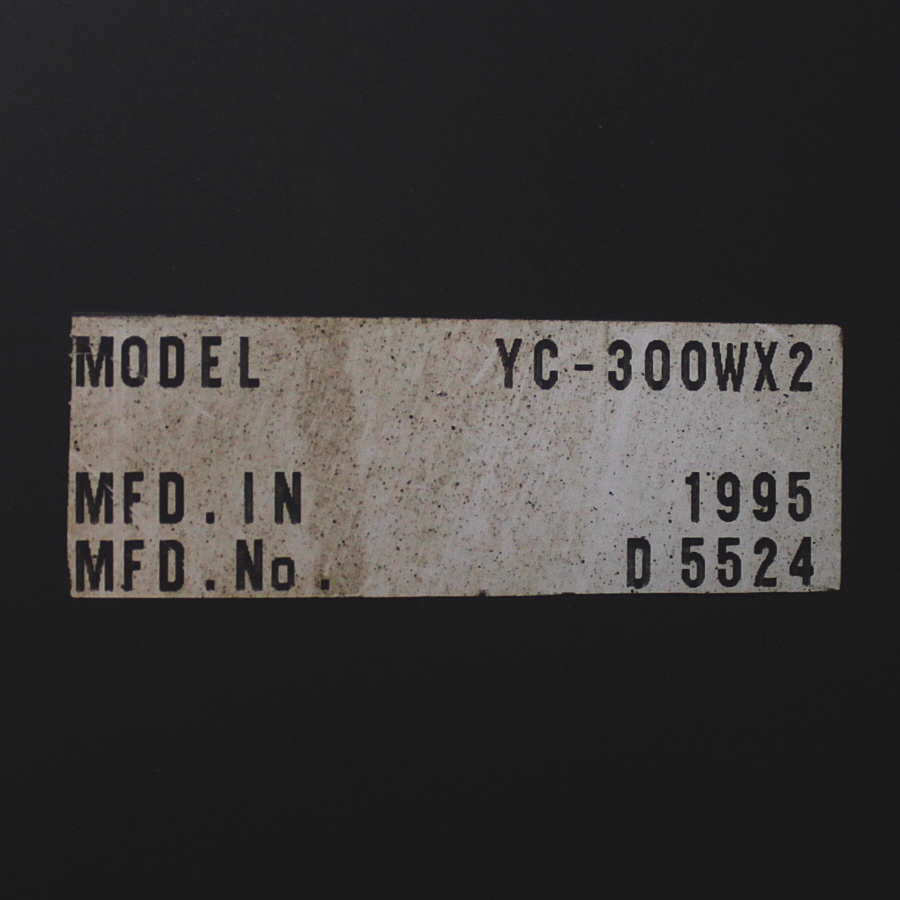 MODEL YC-300WX2
MFD.IN 1995
MFD.No. D 5524